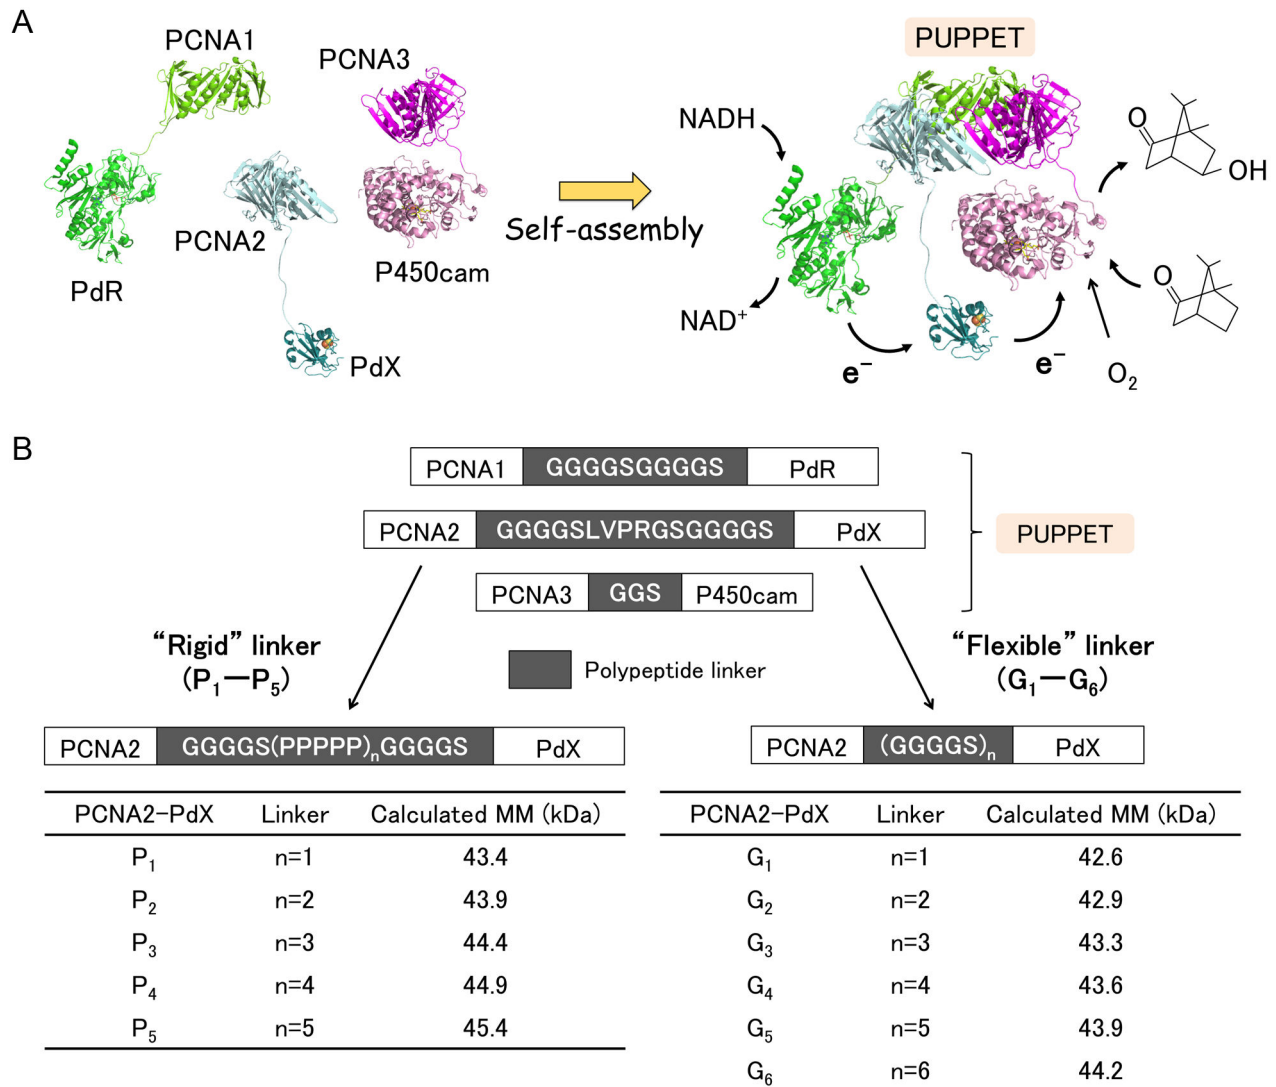 A
PCNA1
PCNA3
PCNA2
PdR
P450cam
PdX
Self-assembly
PUPPET
NADH
NAD⁺
e⁻
e⁻
O₂
O
OH
O
B
PCNA1 GGGGSGGGGS PdR
PCNA2 GGGGSLVPRGSGGGGS PdX
PCNA3 GGS P450cam
PUPPET
"Rigid" linker
(P₁—P₅)
Polypeptide linker
"Flexible" linker
(G₁—G₆)
PCNA2 GGGGS(PPPPP)ₙGGGGS PdX
PCNA2-PdX Linker Calculated MM (kDa)
P₁ n=1 43.4
P₂ n=2 43.9
P₃ n=3 44.4
P₄ n=4 44.9
P₅ n=5 45.4
PCNA2 (GGGGS)ₙ PdX
PCNA2-PdX Linker Calculated MM (kDa)
G₁ n=1 42.6
G₂ n=2 42.9
G₃ n=3 43.3
G₄ n=4 43.6
G₅ n=5 43.9
G₆ n=6 44.2